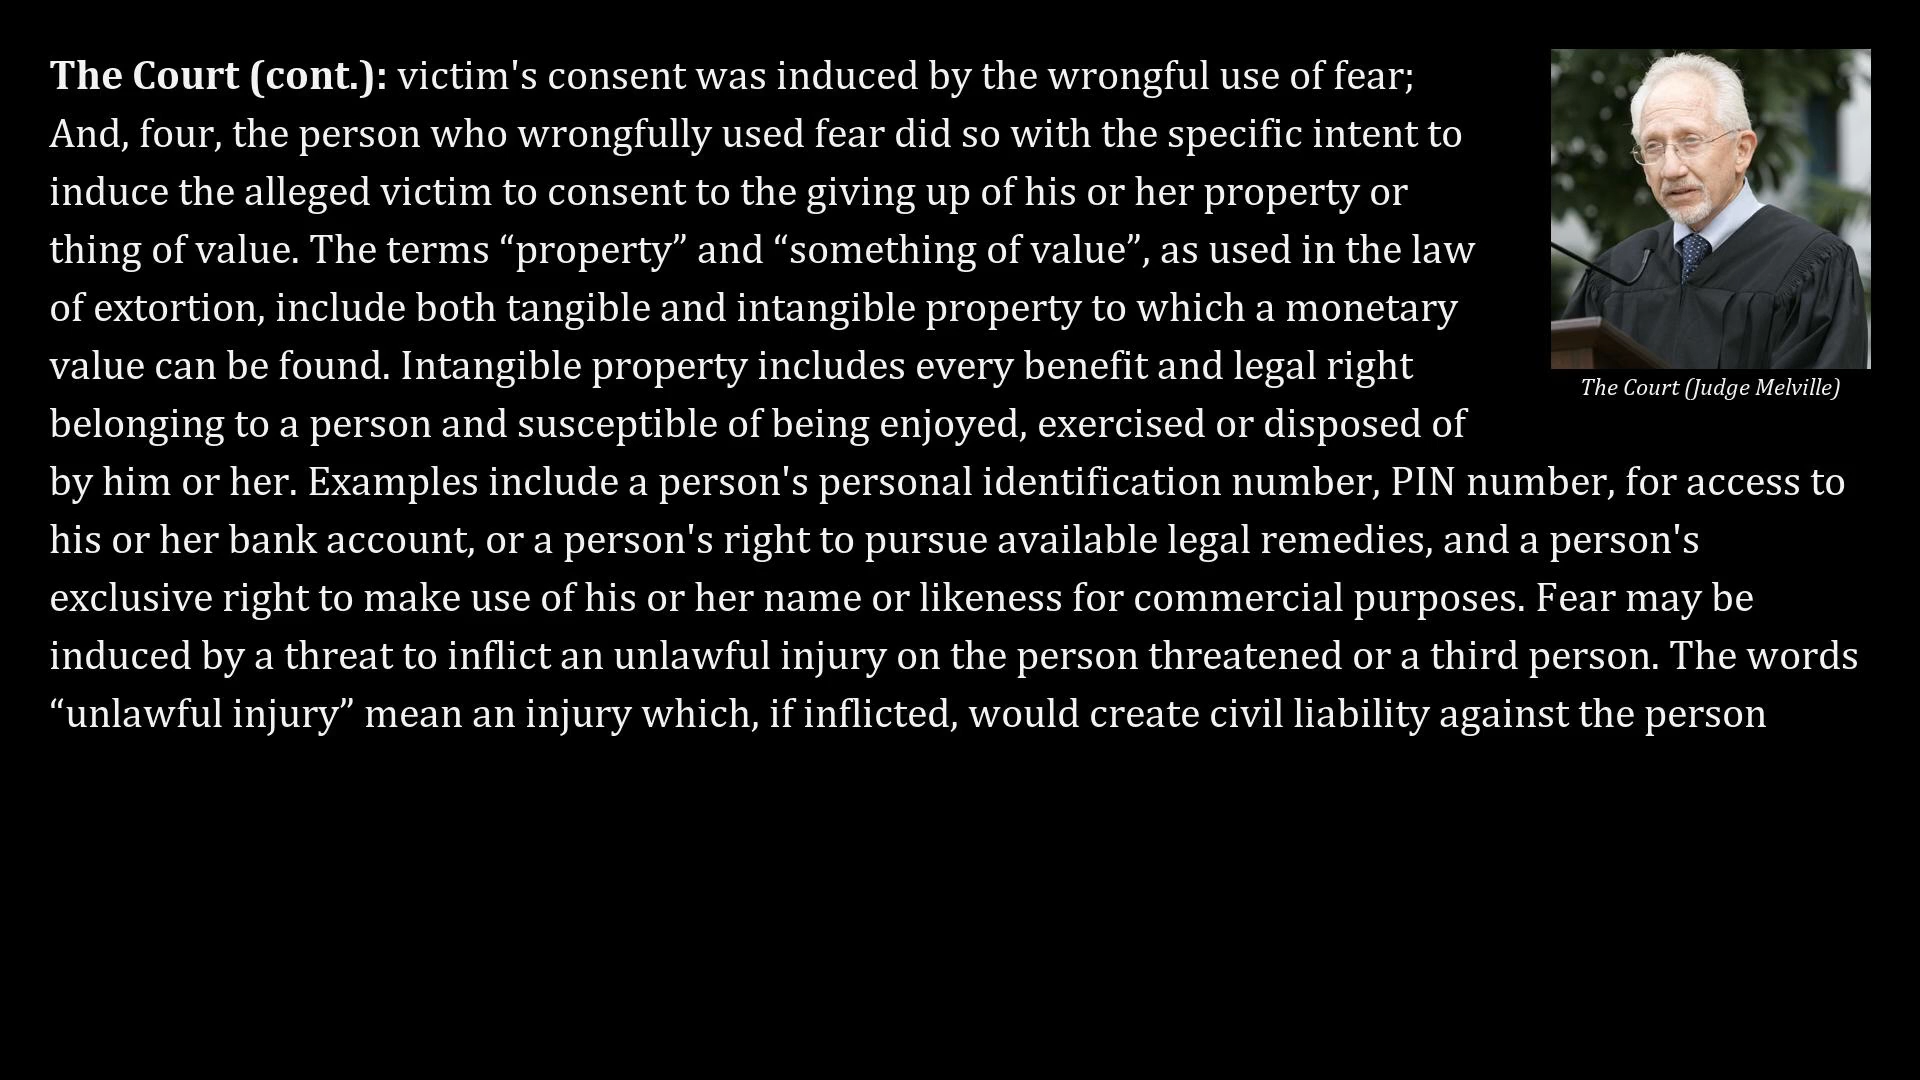 The Court (cont.): victim's consent was induced by the wrongful use of fear;
And, four, the person who wrongfully used fear did so with the specific intent to
induce the alleged victim to consent to the giving up of his or her property or
thing of value. The terms “property” and “something of value”, as used in the law
of extortion, include both tangible and intangible property to which a monetary
value can be found. Intangible property includes every benefit and legal right
belonging to a person and susceptible of being enjoyed, exercised or disposed of
by him or her. Examples include a person's personal identification number, PIN number, for access to
his or her bank account, or a person's right to pursue available legal remedies, and a person's
exclusive right to make use of his or her name or likeness for commercial purposes. Fear may be
induced by a threat to inflict an unlawful injury on the person threatened or a third person. The words
“unlawful injury” mean an injury which, if inflicted, would create civil liability against the person
The Court (Judge Melville)